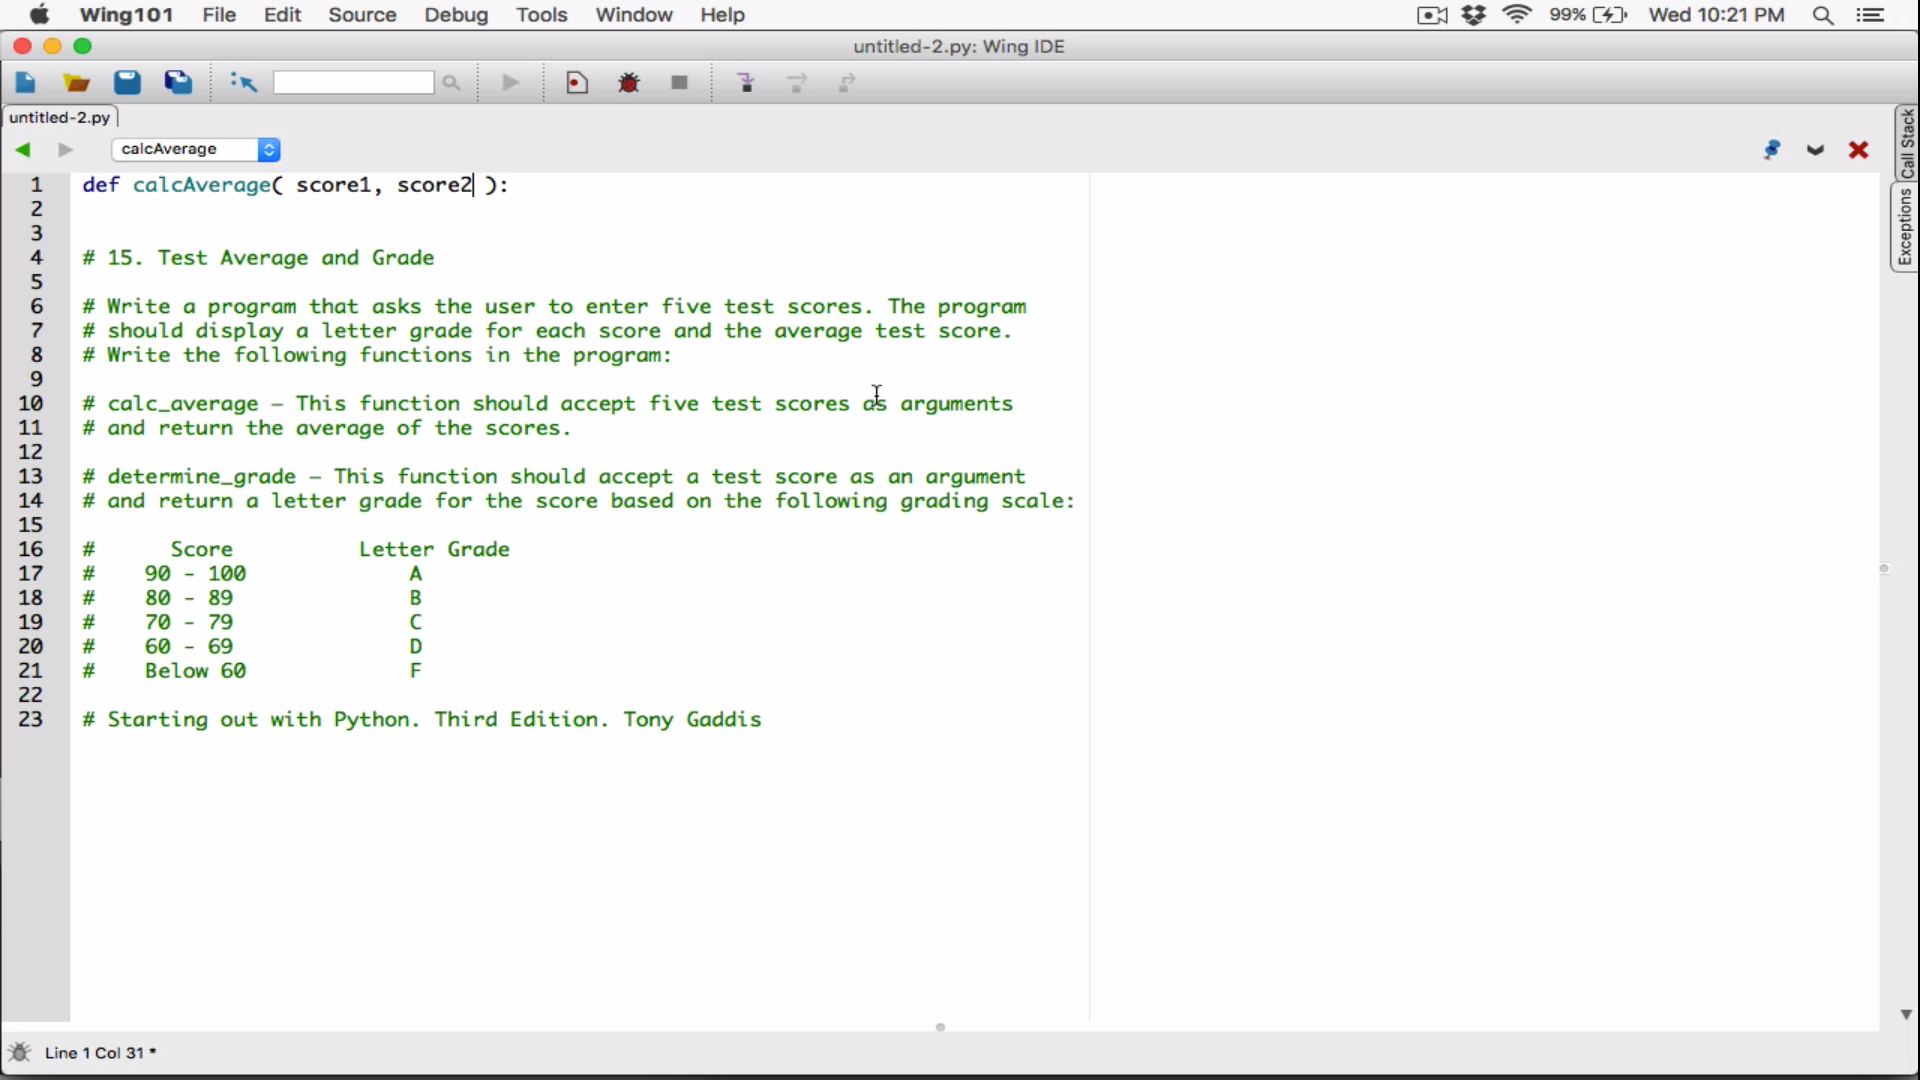 Wing101 File Edit Source Debug Tools Window Help 99% Wed 10:21 PM
untitled-2.py: Wing IDE
untitled-2.py
calcAverage
Call Stack
Exceptions
1 def calcAverage( score1, score2 ):
2
3
4 # 15. Test Average and Grade
5
6 # Write a program that asks the user to enter five test scores. The program
7 # should display a letter grade for each score and the average test score.
8 # Write the following functions in the program:
9
10 # calc_average – This function should accept five test scores as arguments
11 # and return the average of the scores.
12
13 # determine_grade – This function should accept a test score as an argument
14 # and return a letter grade for the score based on the following grading scale:
15
16 # Score Letter Grade
17 # 90 - 100 A
18 # 80 - 89 B
19 # 70 - 79 C
20 # 60 - 69 D
21 # Below 60 F
22
23 # Starting out with Python. Third Edition. Tony Gaddis
Line 1 Col 31 *